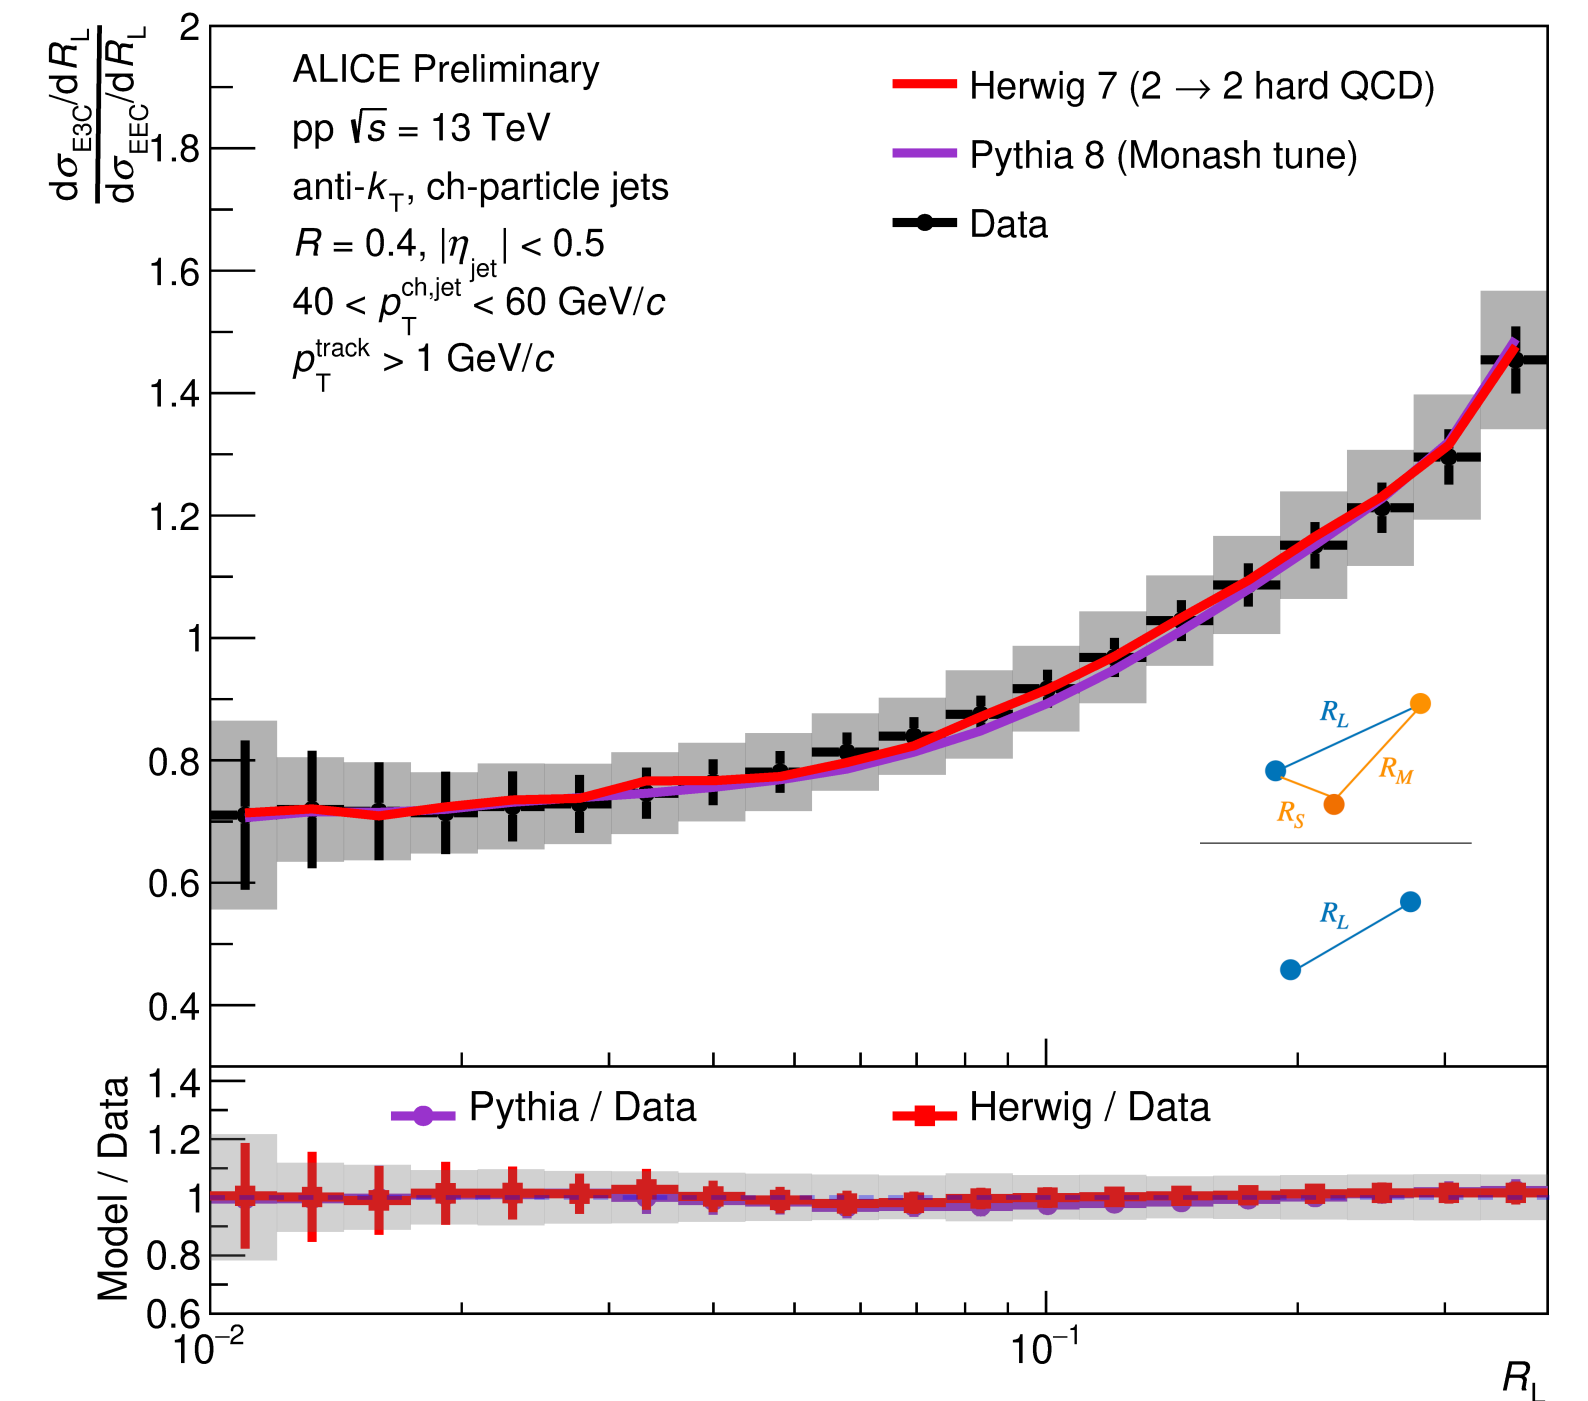 dσE3C/dRL
dσEEC/dRL
ALICE Preliminary
pp √s = 13 TeV
anti-kT, ch-particle jets
R = 0.4, |ηjet| < 0.5
40 < pTch,jet < 60 GeV/c
pTtrack > 1 GeV/c
Herwig 7 (2 → 2 hard QCD)
Pythia 8 (Monash tune)
Data
2
1.8
1.6
1.4
1.2
1
0.8
0.6
0.4
RL
RM
RS
RL
Model / Data
Pythia / Data
Herwig / Data
1.4
1.2
1
0.8
0.6
10−2
10−1
RL